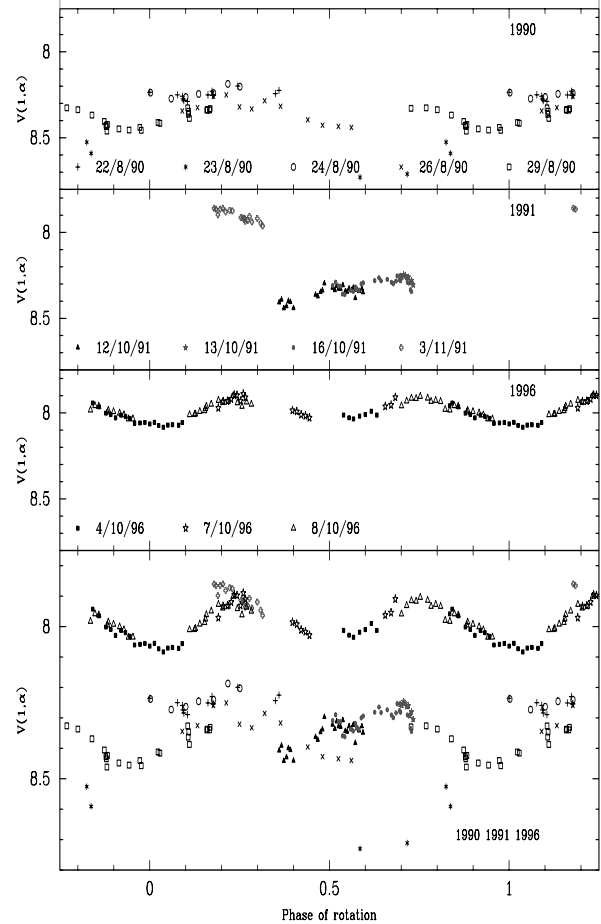 1990
8
8.5
V(1,α)
22/8/90 23/8/90 24/8/90 26/8/90 29/8/90
1991
8
8.5
V(1,α)
12/10/91 13/10/91 16/10/91 3/11/91
1996
8
8.5
V(1,α)
4/10/96 7/10/96 8/10/96
8
8.5
V(1,α)
1990 1991 1996
0 0.5 1
Phase of rotation